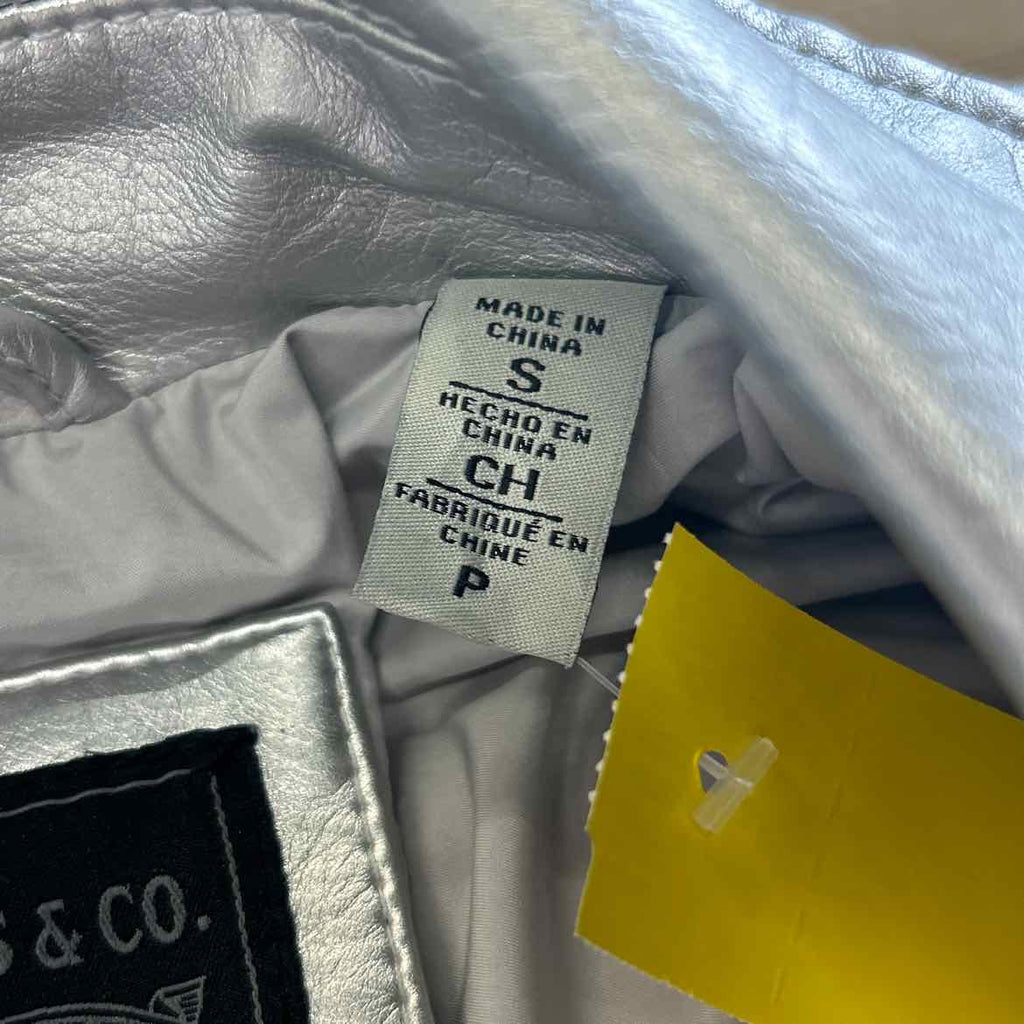 MADE IN
CHINA
S
HECHO EN
CHINA
CH
FABRIQUÉ EN
CHINE
P
& CO.